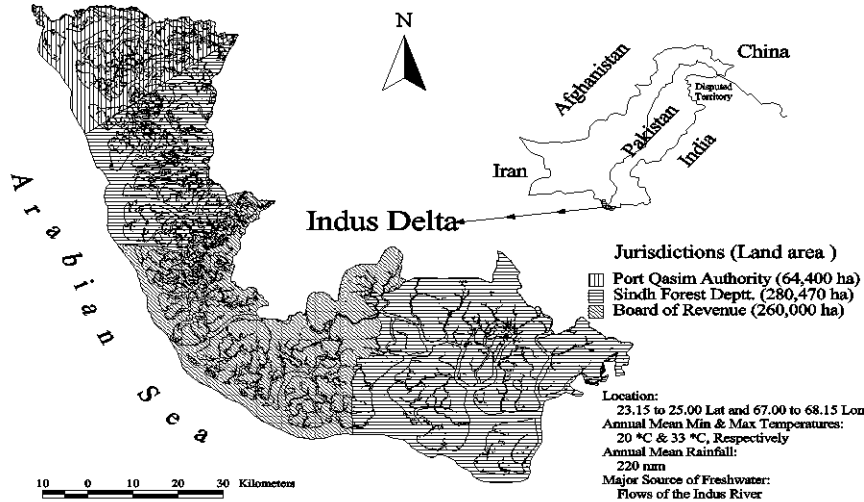 N
China
Afghanistan
Disputed
Territory
Pakistan
India
Iran
Arabian Sea
Indus Delta
Jurisdictions (Land area )
Port Qasim Authority (64,400 ha)
Sindh Forest Deptt. (280,470 ha)
Board of Revenue (260,000 ha)
Location:
23.15 to 25.00 Lat and 67.00 to 68.15 Lon
Annual Mean Min & Max Temperatures:
20 *C & 33 *C, Respectively
Annual Mean Rainfall:
220 mm
Major Source of Freshwater:
Flows of the Indus River
10 0 10 20 30 Kilometers